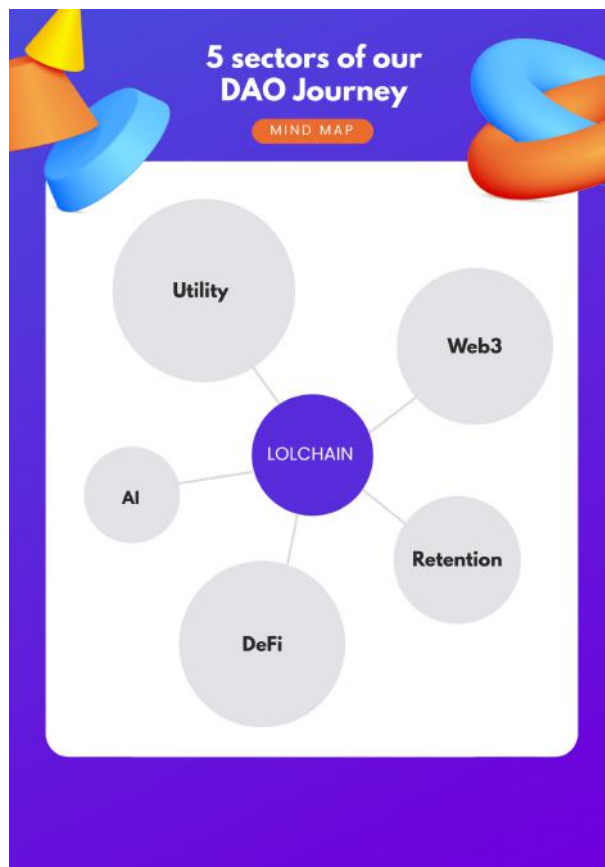 5 sectors of our
DAO Journey
MIND MAP
Utility
Web3
LOLCHAIN
AI
Retention
DeFi